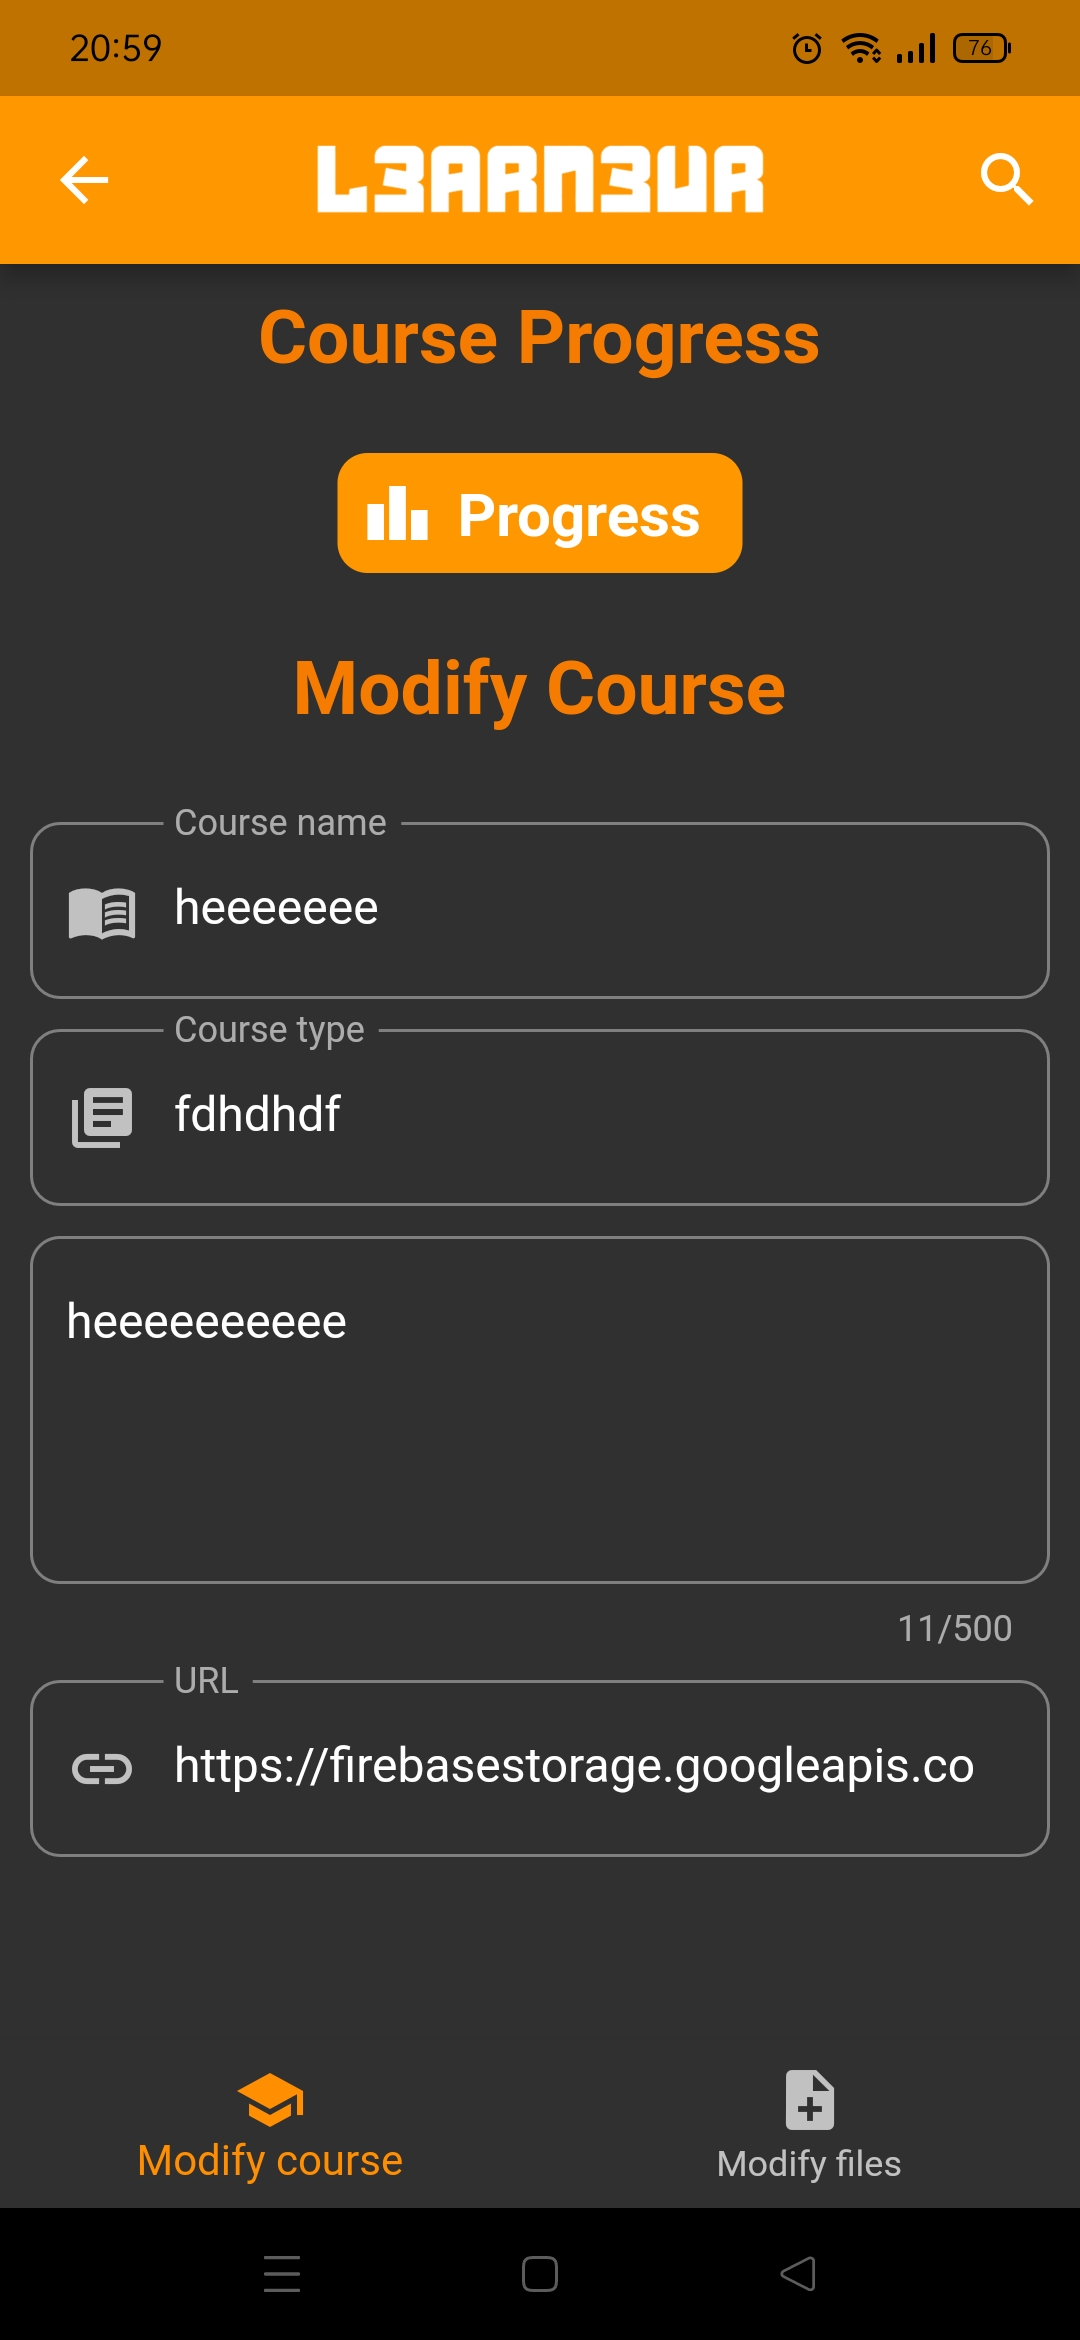 20:59
76
L3ARN3UR
Course Progress
Progress
Modify Course
Course name
heeeeeee
Course type
fdhdhdf
heeeeeeeeee
11/500
URL
https://firebasestorage.googleapis.co
Modify course
Modify files